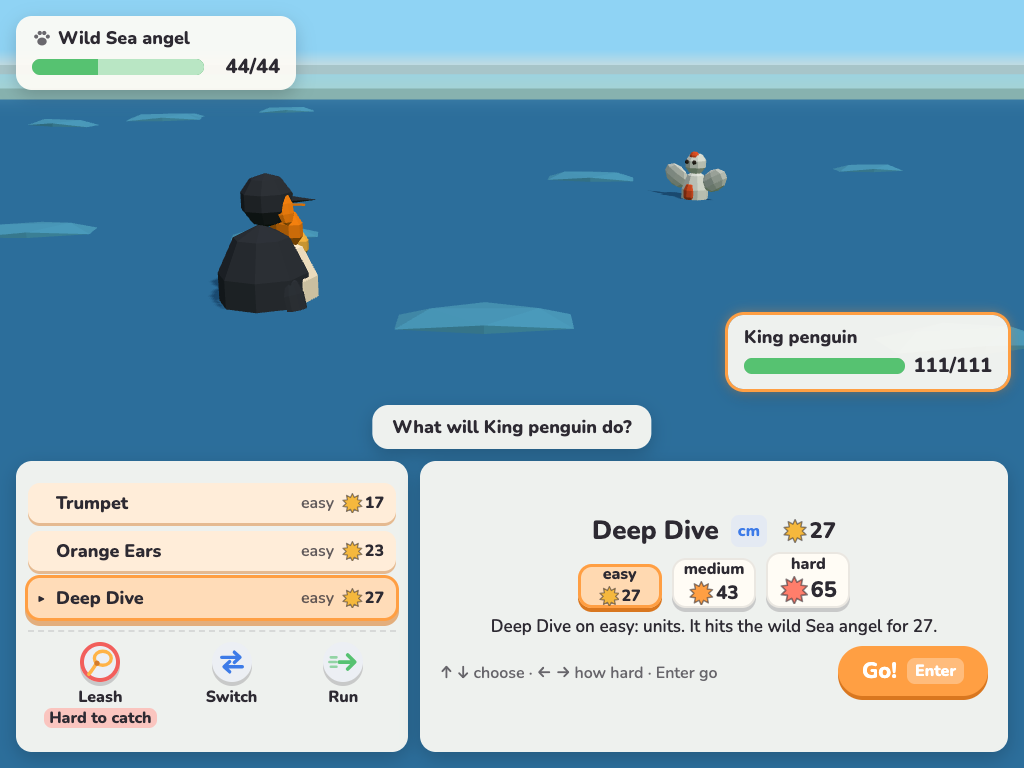 Wild Sea angel
44/44
King penguin
111/111
What will King penguin do?
Trumpet easy 17
Orange Ears easy 23
▸ Deep Dive easy 27
Leash
Hard to catch
Switch
Run
Deep Dive cm 27
easy 27
medium 43
hard 65
Deep Dive on easy: units. It hits the wild Sea angel for 27.
↑ ↓ choose · ← → how hard · Enter go
Go! Enter